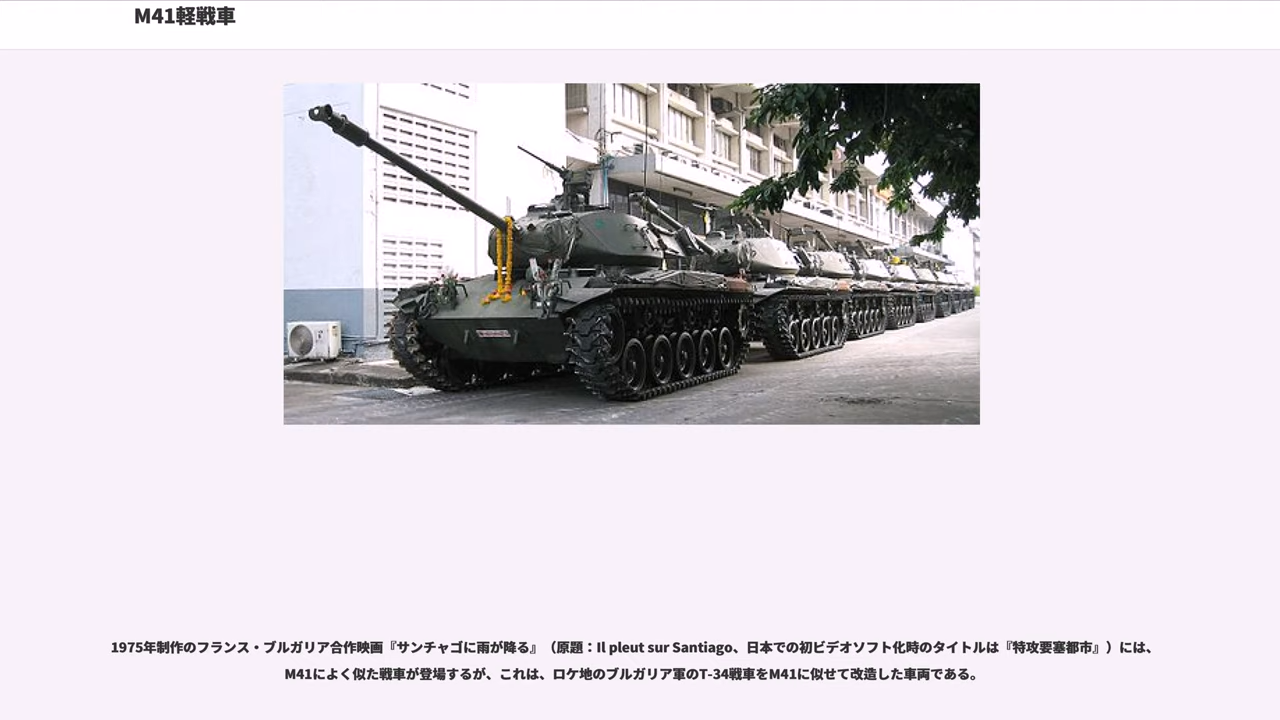 M41軽戦車
1975年制作のフランス・ブルガリア合作映画『サンチャゴに雨が降る』（原題：Il pleut sur Santiago、日本での初ビデオソフト化時のタイトルは『特攻要塞都市』）には、
M41によく似た戦車が登場するが、これは、ロケ地のブルガリア軍のT-34戦車をM41に似せて改造した車両である。